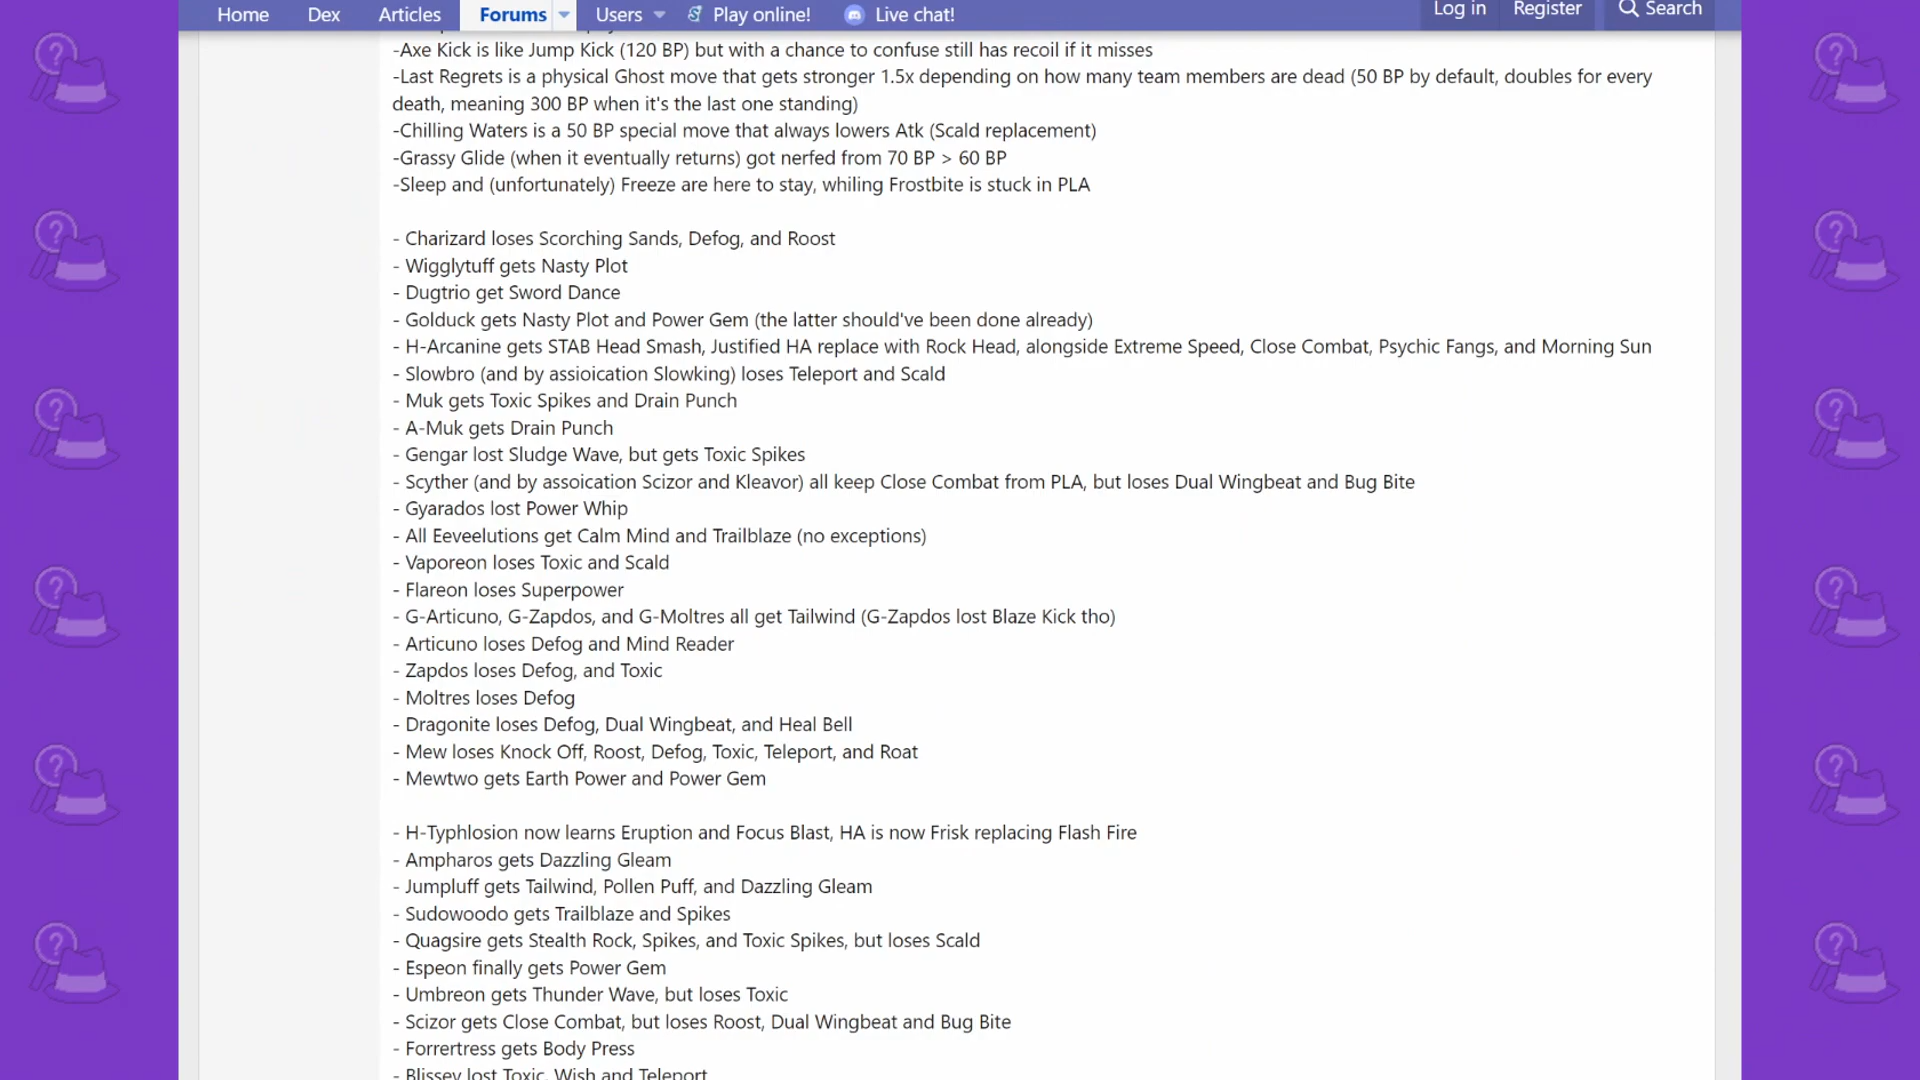 Home Dex Articles Forums Users Play online! Live chat! Log in Register Search
-Axe Kick is like Jump Kick (120 BP) but with a chance to confuse still has recoil if it misses
-Last Regrets is a physical Ghost move that gets stronger 1.5x depending on how many team members are dead (50 BP by default, doubles for every
death, meaning 300 BP when it's the last one standing)
-Chilling Waters is a 50 BP special move that always lowers Atk (Scald replacement)
-Grassy Glide (when it eventually returns) got nerfed from 70 BP > 60 BP
-Sleep and (unfortunately) Freeze are here to stay, whiling Frostbite is stuck in PLA
- Charizard loses Scorching Sands, Defog, and Roost
- Wigglytuff gets Nasty Plot
- Dugtrio get Sword Dance
- Golduck gets Nasty Plot and Power Gem (the latter should've been done already)
- H-Arcanine gets STAB Head Smash, Justified HA replace with Rock Head, alongside Extreme Speed, Close Combat, Psychic Fangs, and Morning Sun
- Slowbro (and by assioication Slowking) loses Teleport and Scald
- Muk gets Toxic Spikes and Drain Punch
- A-Muk gets Drain Punch
- Gengar lost Sludge Wave, but gets Toxic Spikes
- Scyther (and by assoication Scizor and Kleavor) all keep Close Combat from PLA, but loses Dual Wingbeat and Bug Bite
- Gyarados lost Power Whip
- All Eeveelutions get Calm Mind and Trailblaze (no exceptions)
- Vaporeon loses Toxic and Scald
- Flareon loses Superpower
- G-Articuno, G-Zapdos, and G-Moltres all get Tailwind (G-Zapdos lost Blaze Kick tho)
- Articuno loses Defog and Mind Reader
- Zapdos loses Defog, and Toxic
- Moltres loses Defog
- Dragonite loses Defog, Dual Wingbeat, and Heal Bell
- Mew loses Knock Off, Roost, Defog, Toxic, Teleport, and Roat
- Mewtwo gets Earth Power and Power Gem
- H-Typhlosion now learns Eruption and Focus Blast, HA is now Frisk replacing Flash Fire
- Ampharos gets Dazzling Gleam
- Jumpluff gets Tailwind, Pollen Puff, and Dazzling Gleam
- Sudowoodo gets Trailblaze and Spikes
- Quagsire gets Stealth Rock, Spikes, and Toxic Spikes, but loses Scald
- Espeon finally gets Power Gem
- Umbreon gets Thunder Wave, but loses Toxic
- Scizor gets Close Combat, but loses Roost, Dual Wingbeat and Bug Bite
- Forrertress gets Body Press
- Blissey lost Toxic, Wish and Teleport